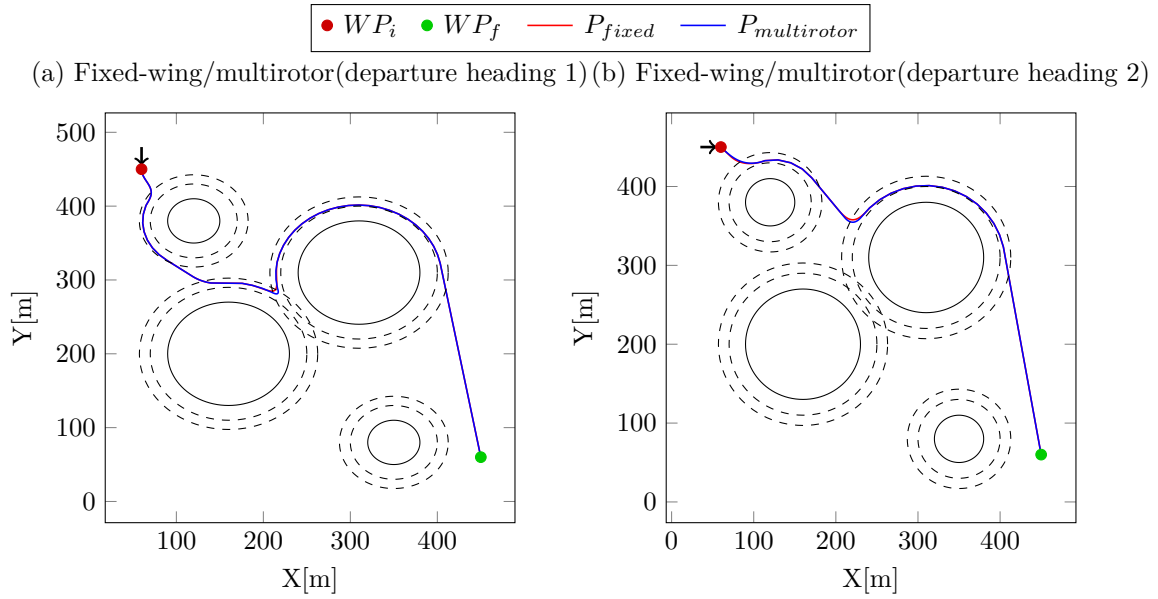 WP_i WP_f P_fixed P_multirotor
(a) Fixed-wing/multirotor(departure heading 1) (b) Fixed-wing/multirotor(departure heading 2)
500
400
300
200
100
0
Y[m]
100 200 300 400
X[m]
400
300
200
100
0
Y[m]
0 100 200 300 400
X[m]